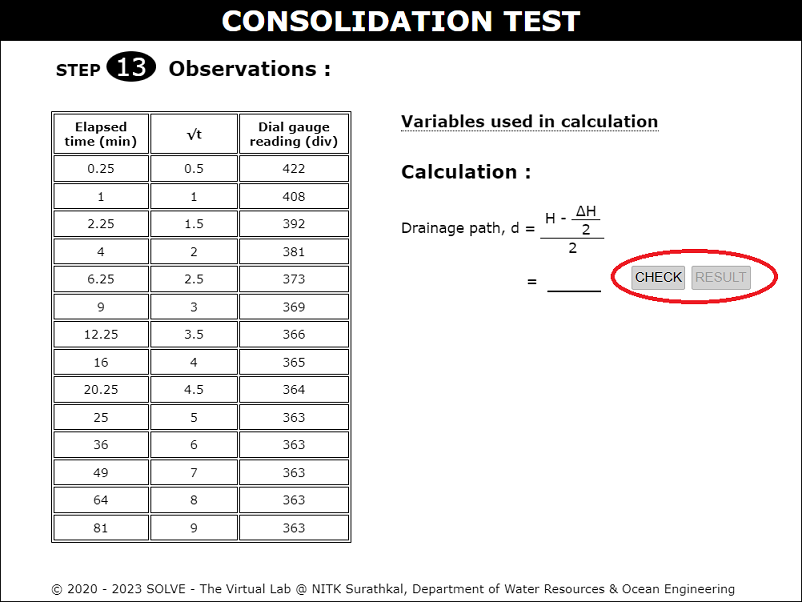 CONSOLIDATION TEST
STEP 13 Observations :
Elapsed time (min) √t Dial gauge reading (div)
0.25 0.5 422
1 1 408
2.25 1.5 392
4 2 381
6.25 2.5 373
9 3 369
12.25 3.5 366
16 4 365
20.25 4.5 364
25 5 363
36 6 363
49 7 363
64 8 363
81 9 363
Variables used in calculation
Calculation :
Drainage path, d =
H - ΔH
2
2
= ______ CHECK RESULT
© 2020 - 2023 SOLVE - The Virtual Lab @ NITK Surathkal, Department of Water Resources & Ocean Engineering